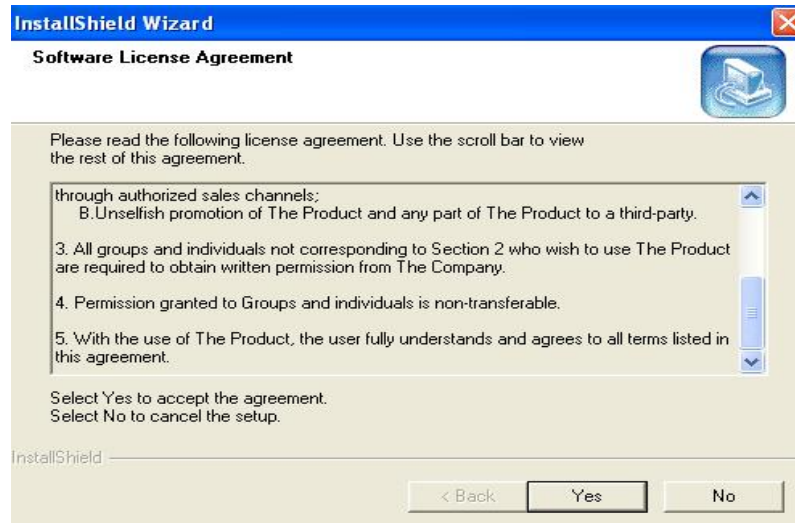 InstallShield Wizard
Software License Agreement
Please read the following license agreement. Use the scroll bar to view
the rest of this agreement.
through authorized sales channels;
B.Unselfish promotion of The Product and any part of The Product to a third-party.
3. All groups and individuals not corresponding to Section 2 who wish to use The Product
are required to obtain written permission from The Company.
4. Permission granted to Groups and individuals is non-transferable.
5. With the use of The Product, the user fully understands and agrees to all terms listed in
this agreement.
Select Yes to accept the agreement.
Select No to cancel the setup.
InstallShield
< Back Yes No